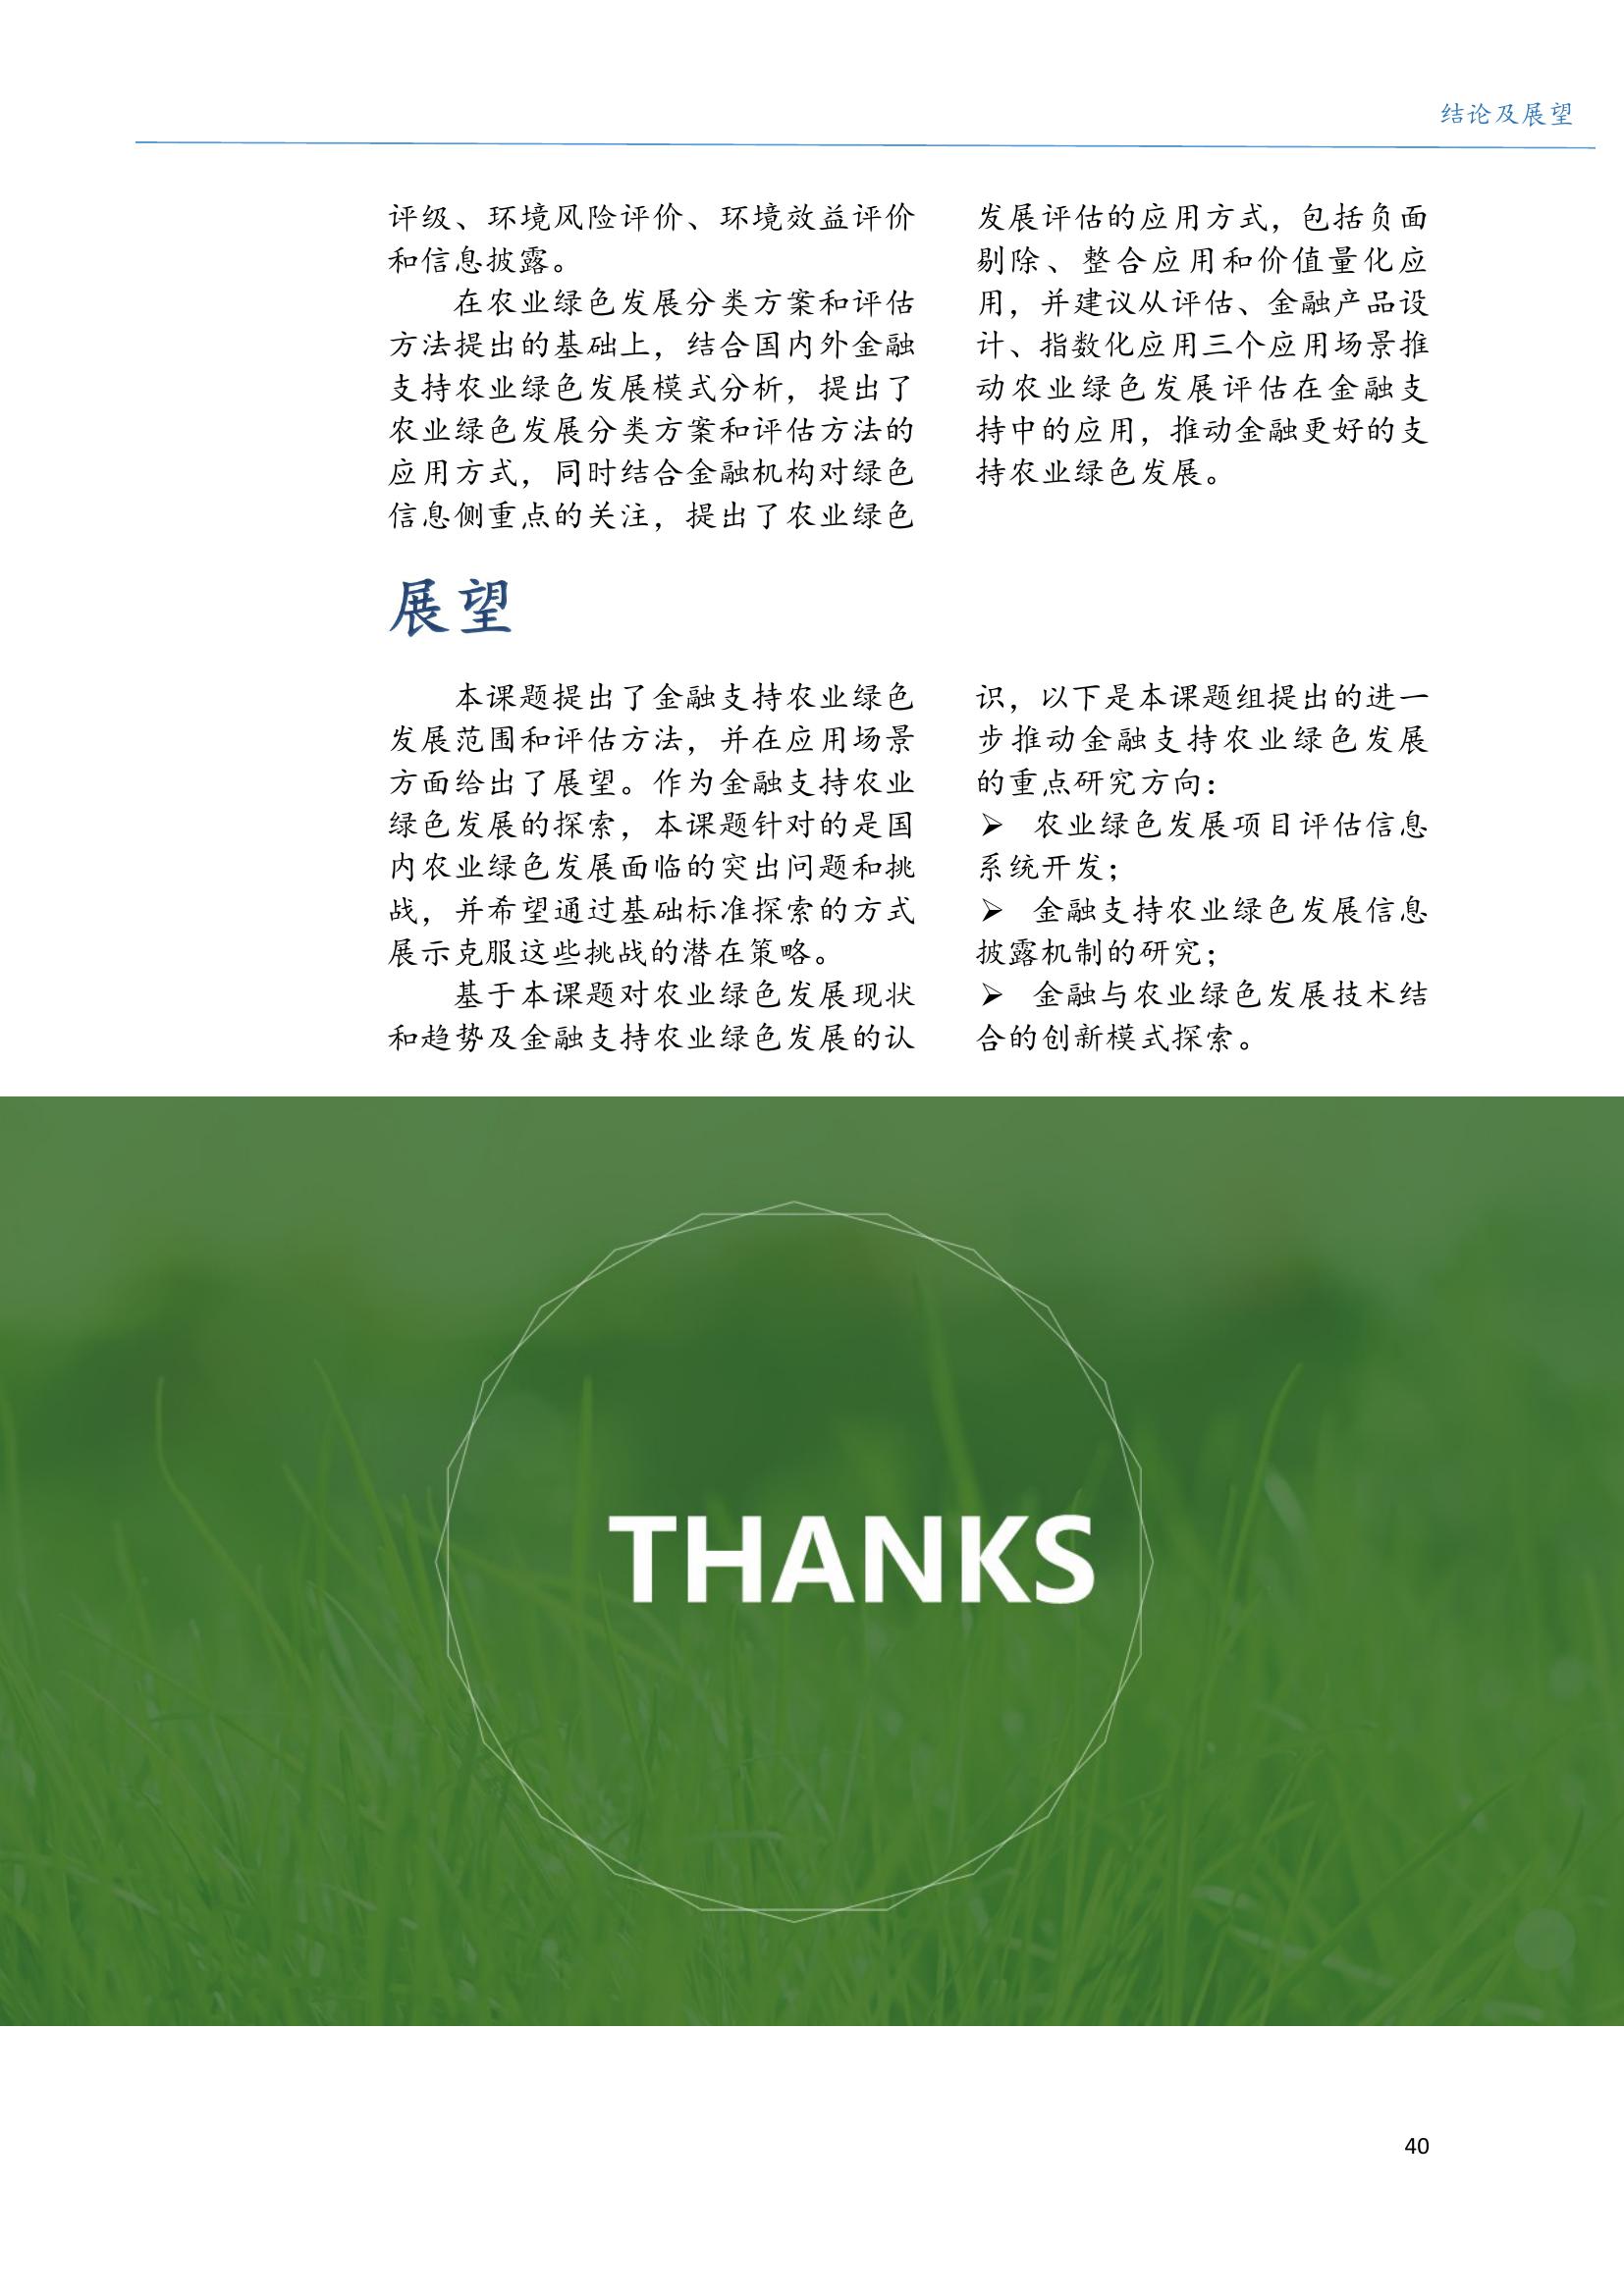 结论及展望
评级、环境风险评价、环境效益评价
和信息披露。
在农业绿色发展分类方案和评估
方法提出的基础上，结合国内外金融
支持农业绿色发展模式分析，提出了
农业绿色发展分类方案和评估方法的
应用方式，同时结合金融机构对绿色
信息侧重点的关注，提出了农业绿色
发展评估的应用方式，包括负面
剔除、整合应用和价值量化应
用，并建议从评估、金融产品设
计、指数化应用三个应用场景推
动农业绿色发展评估在金融支
持中的应用，推动金融更好的支
持农业绿色发展。
展望
本课题提出了金融支持农业绿色
发展范围和评估方法，并在应用场景
方面给出了展望。作为金融支持农业
绿色发展的探索，本课题针对的是国
内农业绿色发展面临的突出问题和挑
战，并希望通过基础标准探索的方式
展示克服这些挑战的潜在策略。
基于本课题对农业绿色发展现状
和趋势及金融支持农业绿色发展的认
识，以下是本课题组提出的进一
步推动金融支持农业绿色发展
的重点研究方向：
➢ 农业绿色发展项目评估信息
系统开发；
➢ 金融支持农业绿色发展信息
披露机制的研究；
➢ 金融与农业绿色发展技术结
合的创新模式探索。
THANKS
40